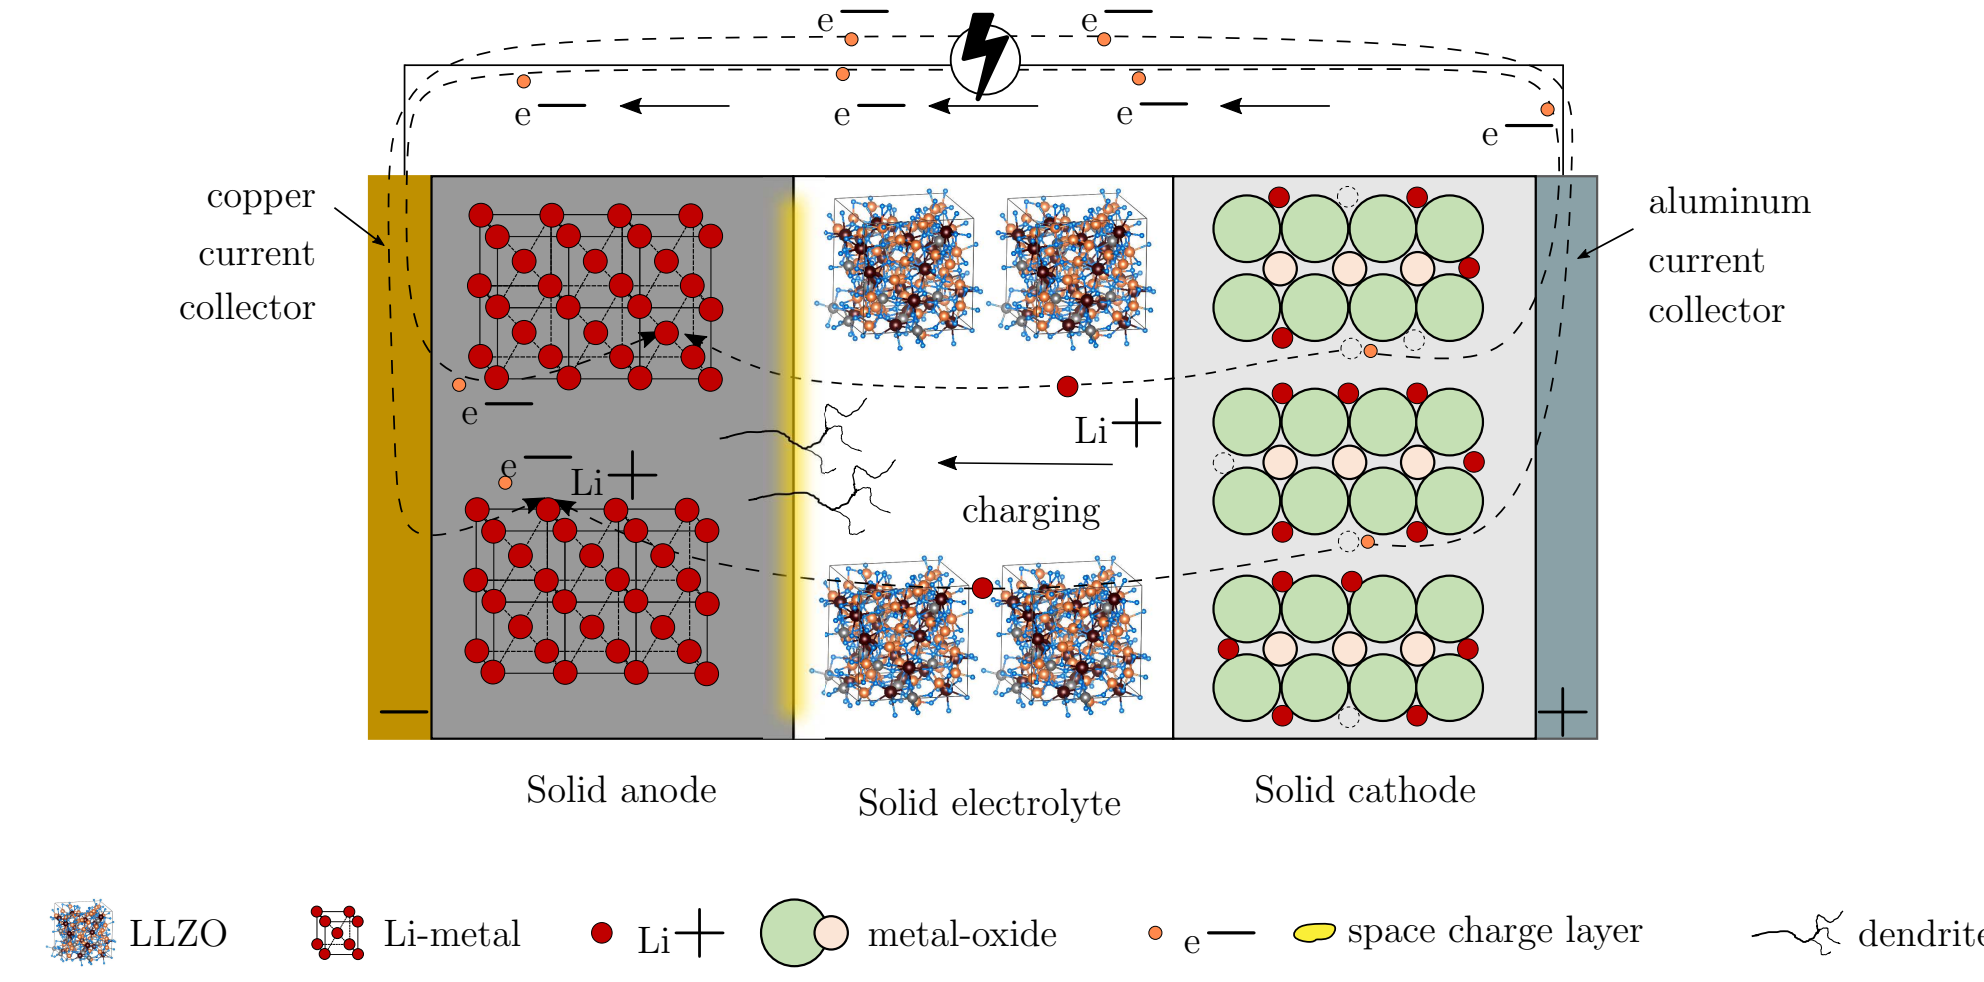 e−
e−
e−
e−
e−
e−
copper
current
collector
aluminum
current
collector
e−
Li+
e−
Li+
charging
−
+
Solid anode
Solid electrolyte
Solid cathode
LLZO
Li-metal
Li+
metal-oxide
e−
space charge layer
dendrite